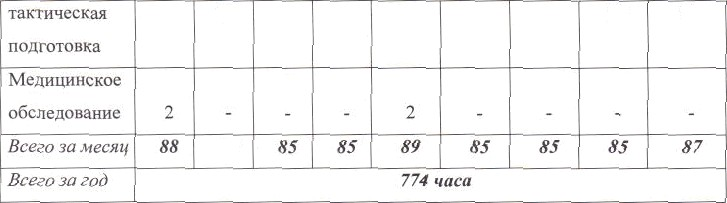 тактическая
подготовка
Медицинское
обследование 2 - - - 2 - - - -
Всего за месяц 88 85 85 89 85 85 85 87
Всего за год 774 часа